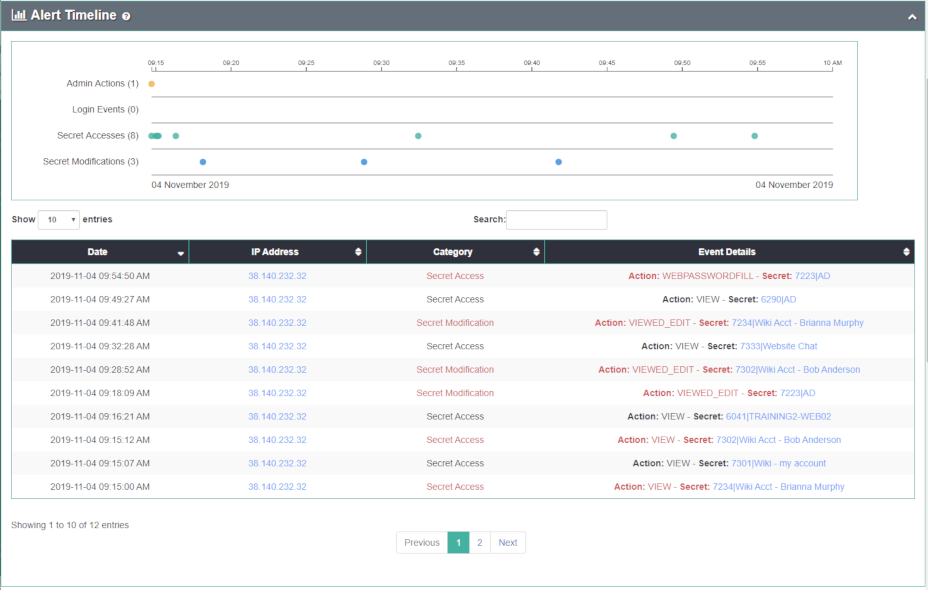 Alert Timeline ?
09:15 09:20 09:25 09:30 09:35 09:40 09:45 09:50 09:55 10 AM
Admin Actions (1)
Login Events (0)
Secret Accesses (8)
Secret Modifications (3)
04 November 2019 04 November 2019
Show 10 entries Search:
Date IP Address Category Event Details
2019-11-04 09:54:50 AM 38.140.232.32 Secret Access Action: WEBPASSWORDFILL - Secret: 7223|AD
2019-11-04 09:49:27 AM 38.140.232.32 Secret Access Action: VIEW - Secret: 6290|AD
2019-11-04 09:41:48 AM 38.140.232.32 Secret Modification Action: VIEWED_EDIT - Secret: 7234|Wiki Acct - Brianna Murphy
2019-11-04 09:32:28 AM 38.140.232.32 Secret Access Action: VIEW - Secret: 7333|Website Chat
2019-11-04 09:28:52 AM 38.140.232.32 Secret Modification Action: VIEWED_EDIT - Secret: 7302|Wiki Acct - Bob Anderson
2019-11-04 09:18:09 AM 38.140.232.32 Secret Modification Action: VIEWED_EDIT - Secret: 7223|AD
2019-11-04 09:16:21 AM 38.140.232.32 Secret Access Action: VIEW - Secret: 6041|TRAINING2-WEB02
2019-11-04 09:15:12 AM 38.140.232.32 Secret Access Action: VIEW - Secret: 7302|Wiki Acct - Bob Anderson
2019-11-04 09:15:07 AM 38.140.232.32 Secret Access Action: VIEW - Secret: 7301|Wiki - my account
2019-11-04 09:15:00 AM 38.140.232.32 Secret Access Action: VIEW - Secret: 7234|Wiki Acct - Brianna Murphy
Showing 1 to 10 of 12 entries
Previous 1 2 Next